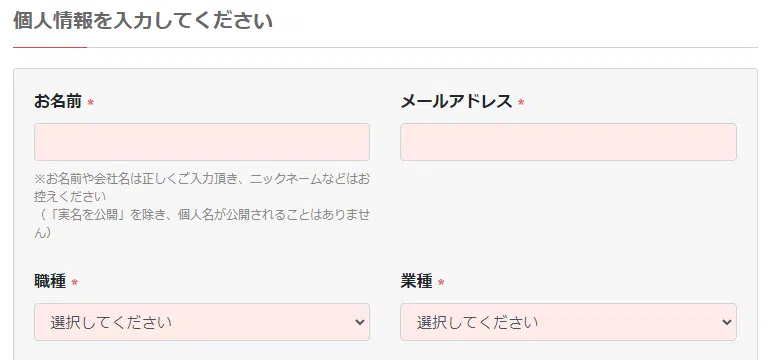 個人情報を入力してください
お名前 *
メールアドレス *
※お名前や会社名は正しくご入力頂き、ニックネームなどはお
控えください
（「実名を公開」を除き、個人名が公開されることはありませ
ん）
職種 *
業種 *
選択してください
選択してください